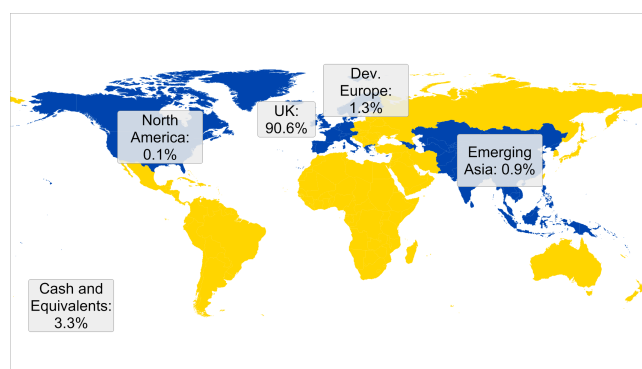 Dev.
Europe:
1.3%
UK:
90.6%
North
America:
0.1%
Emerging
Asia: 0.9%
Cash and
Equivalents:
3.3%